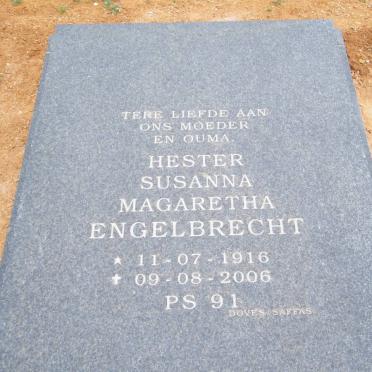 TERE LIEFDE AAN
ONS MOEDER
EN OUMA.
HESTER
SUSANNA
MAGARETHA
ENGELBRECHT
★ 11-07-1916
✝ 09-08-2006
PS 91
DOVES/SAFFAS